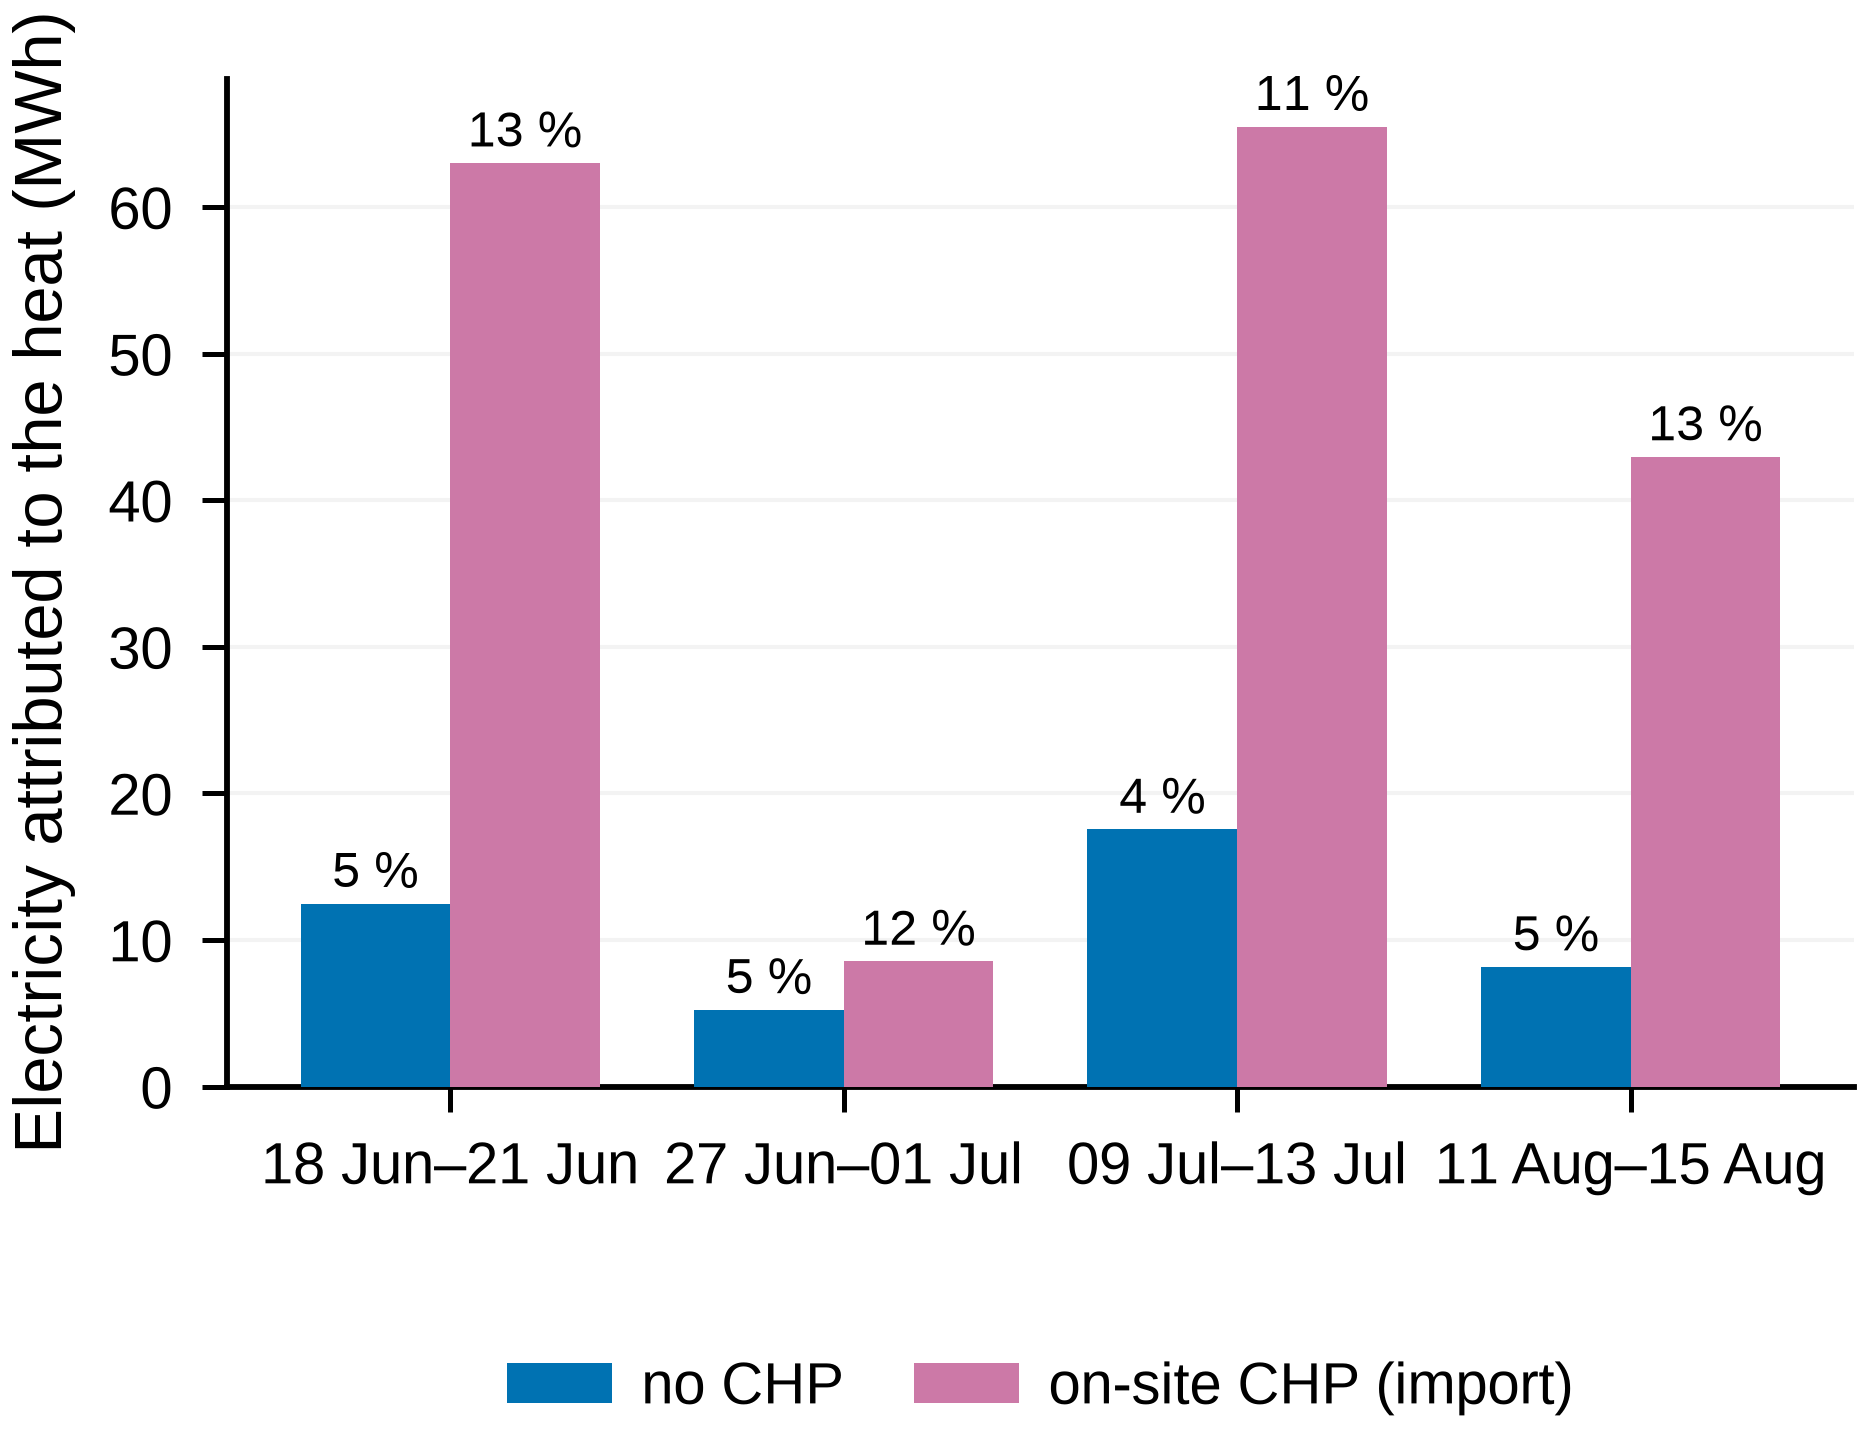 Electricity attributed to the heat (MWh)
60
50
40
30
20
10
0
13 %
11 %
13 %
4 %
5 %
12 %
5 %
5 %
18 Jun–21 Jun
27 Jun–01 Jul
09 Jul–13 Jul
11 Aug–15 Aug
no CHP
on-site CHP (import)